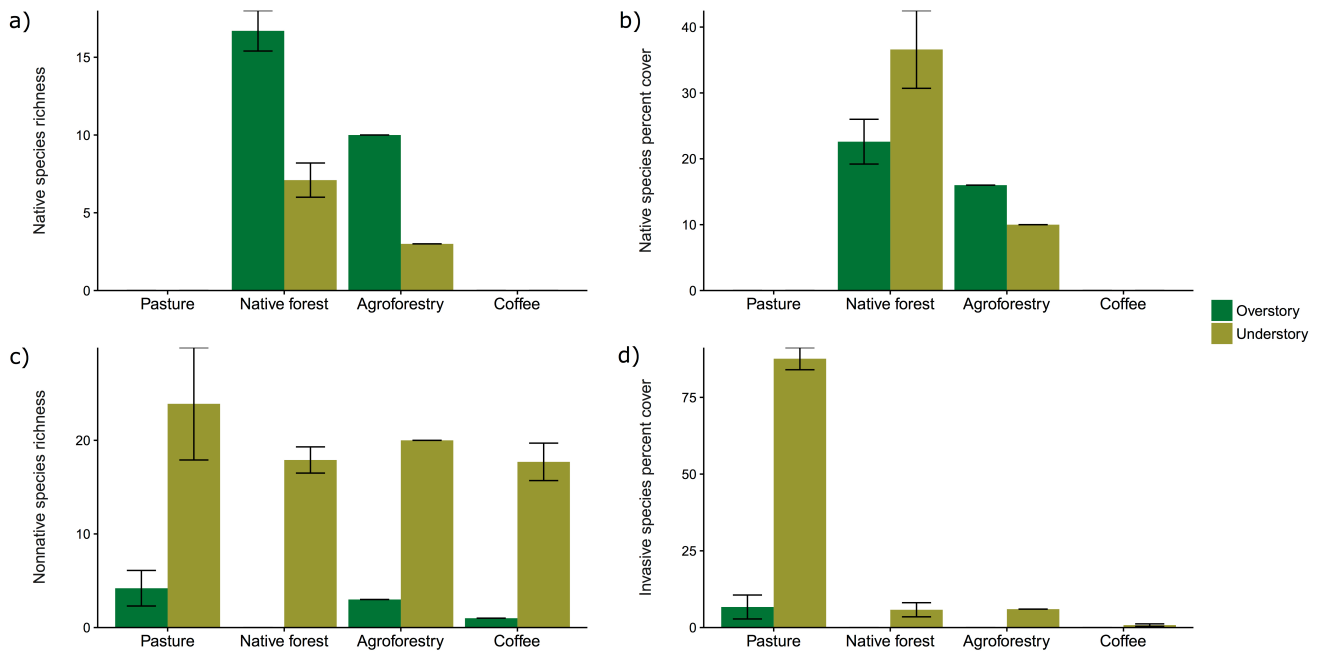 a)
Native species richness
15
10
5
0
Pasture Native forest Agroforestry Coffee
b)
Native species percent cover
40
30
20
10
0
Pasture Native forest Agroforestry Coffee
Overstory
Understory
c)
Nonnative species richness
20
10
0
Pasture Native forest Agroforestry Coffee
d)
Invasive species percent cover
75
50
25
0
Pasture Native forest Agroforestry Coffee